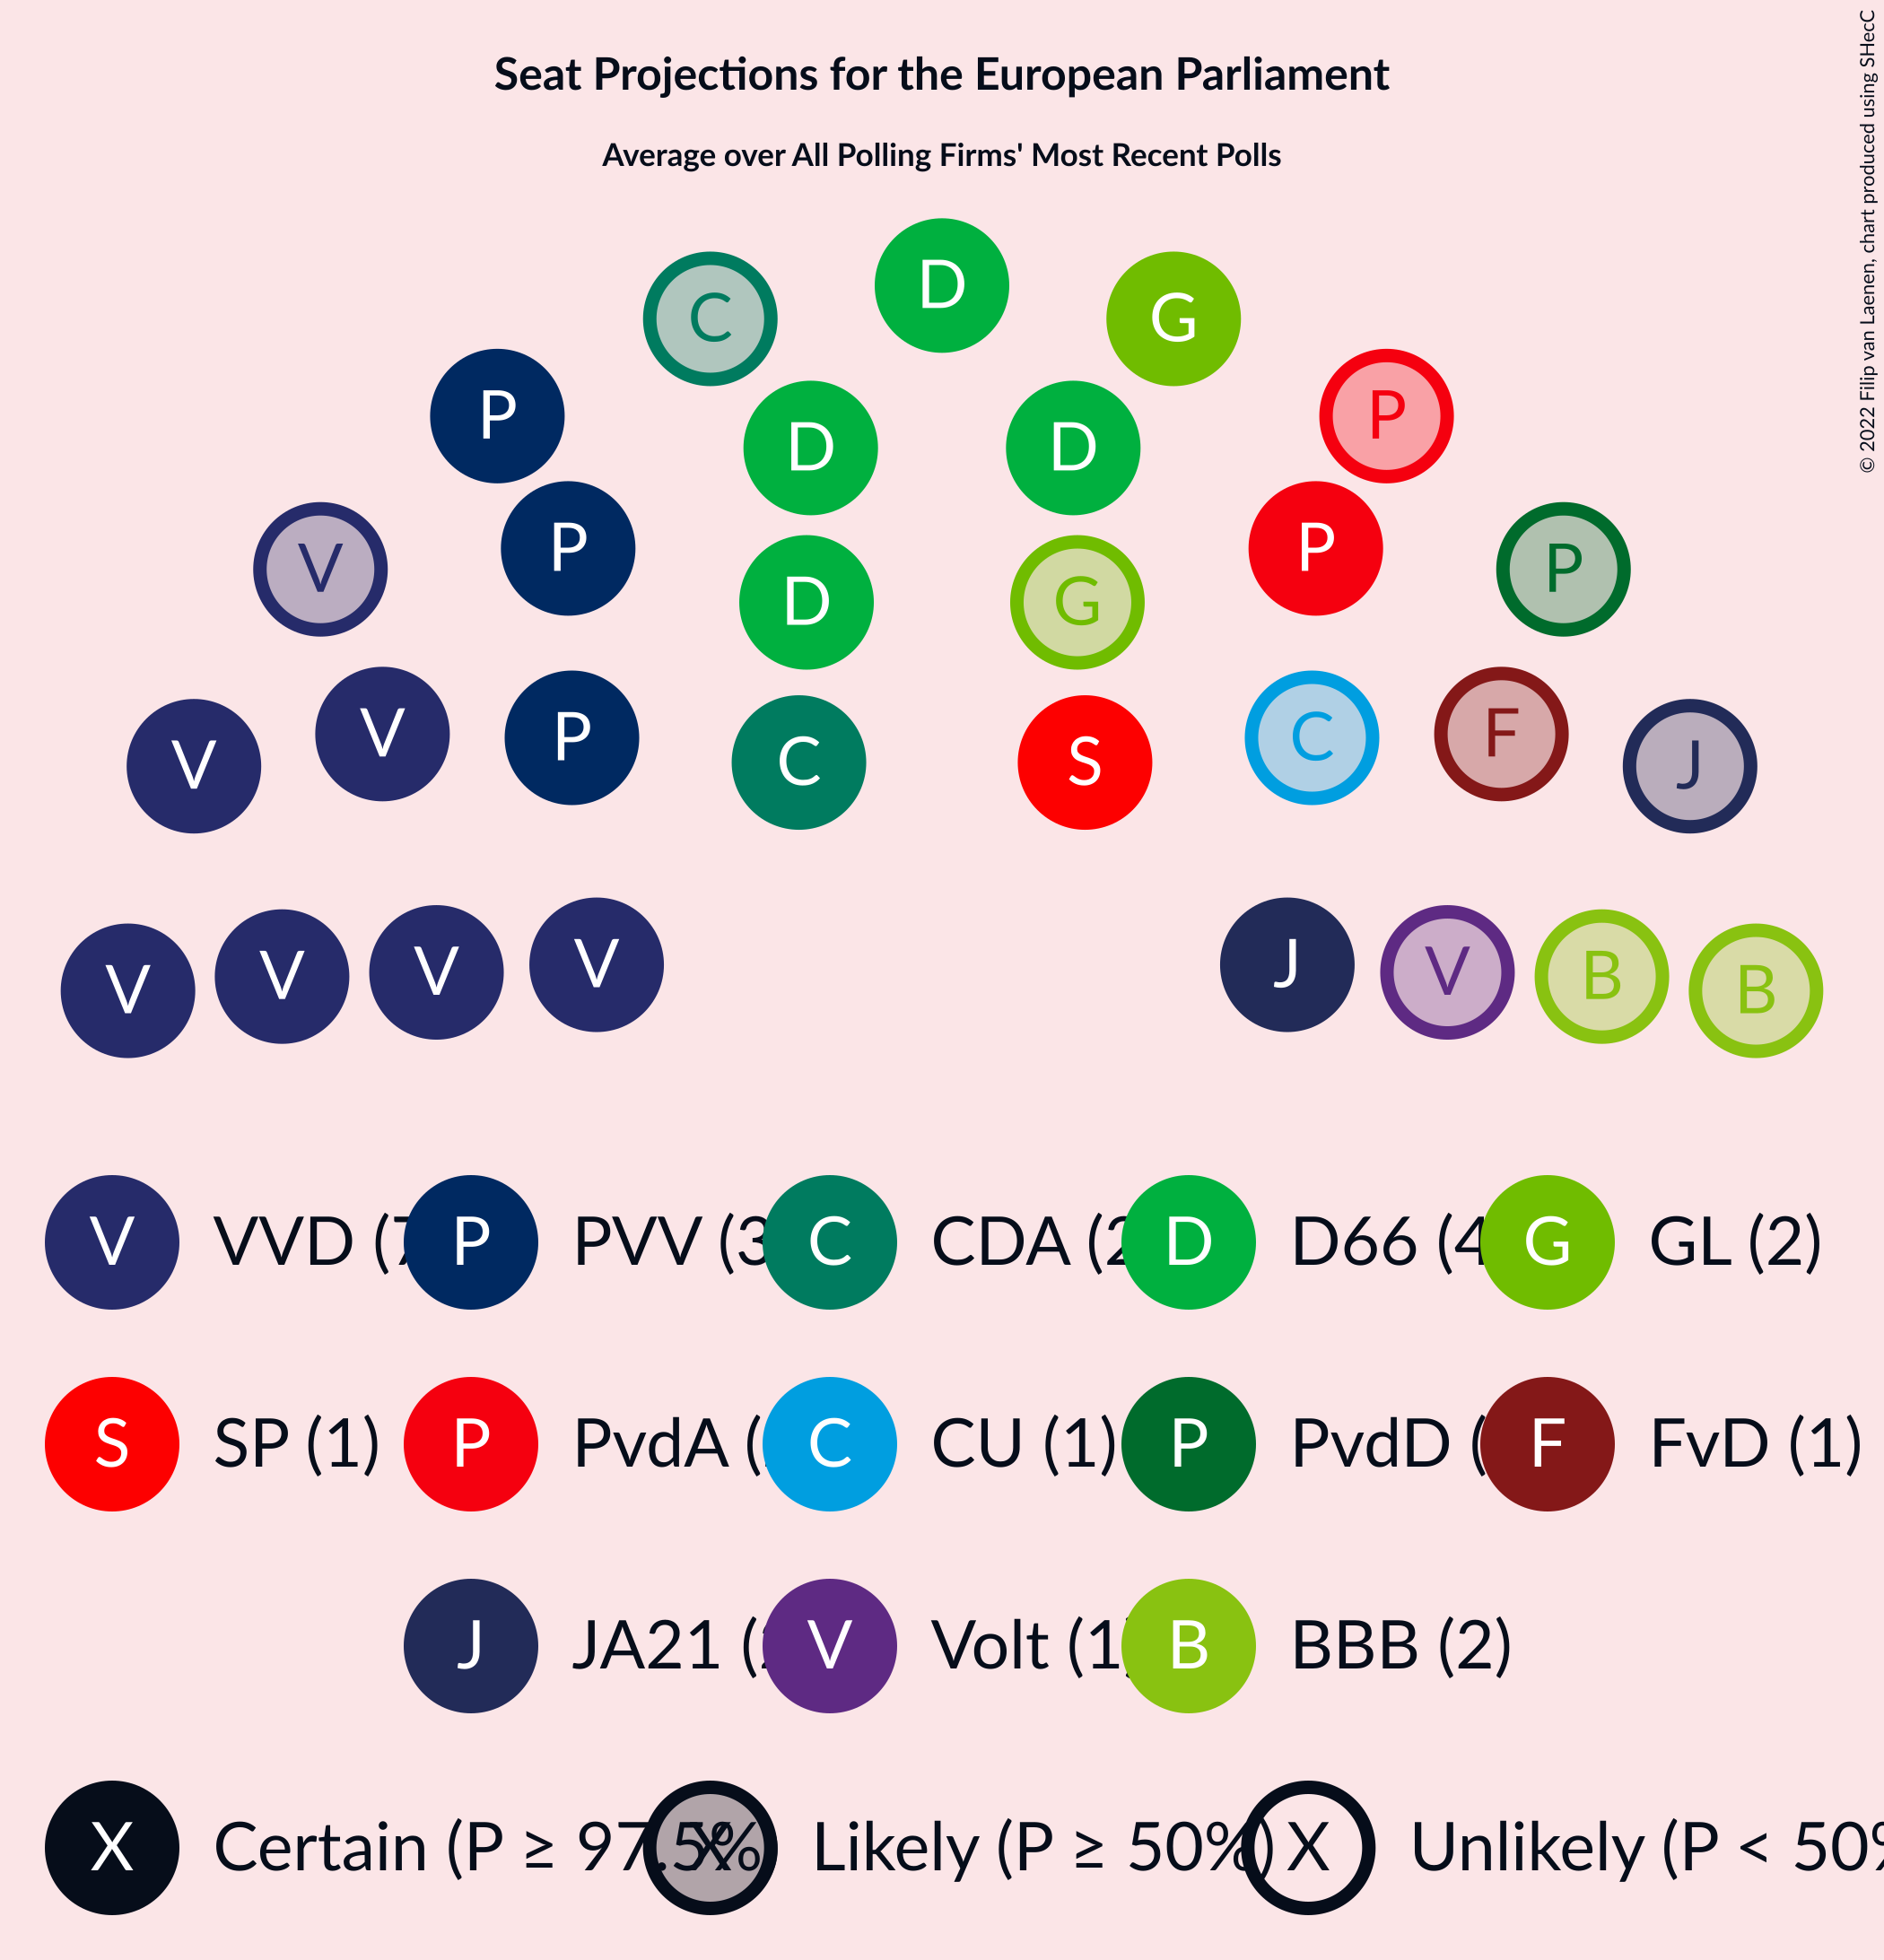 Seat Projections for the European Parliament
Average over All Polling Firms' Most Recent Polls
© 2022 Filip van Laenen, chart produced using SHecC
D
C G
P P
D D
P P
V P
D G
V V
P C
C S
V F
V J
V V V V J V B B
V VVD (7 P PVV (3 C CDA (2 D D66 (4 G GL (2)
S SP (1) P PvdA ( C CU (1) P PvdD ( F FvD (1)
J JA21 ( V Volt (1) B BBB (2)
X Certain (P ≥ 97.5% X Likely (P ≥ 50%) X Unlikely (P < 50%